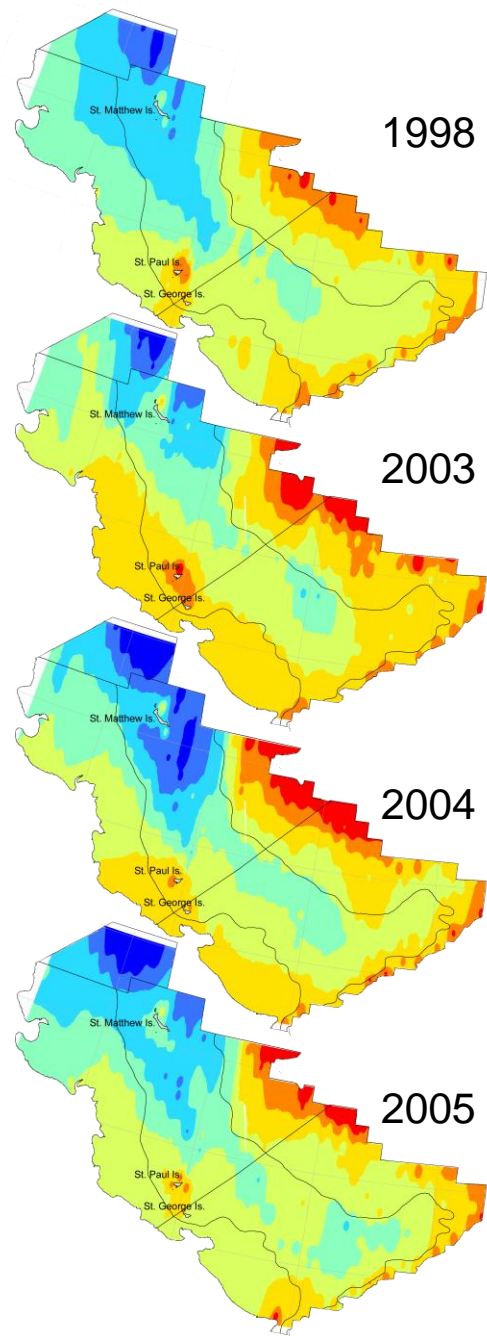 St. Matthew Is.
1998
St. Paul Is.
St. George Is.
St. Matthew Is.
2003
St. Paul Is.
St. George Is.
St. Matthew Is.
2004
St. Paul Is.
St. George Is.
St. Matthew Is.
2005
St. Paul Is.
St. George Is.